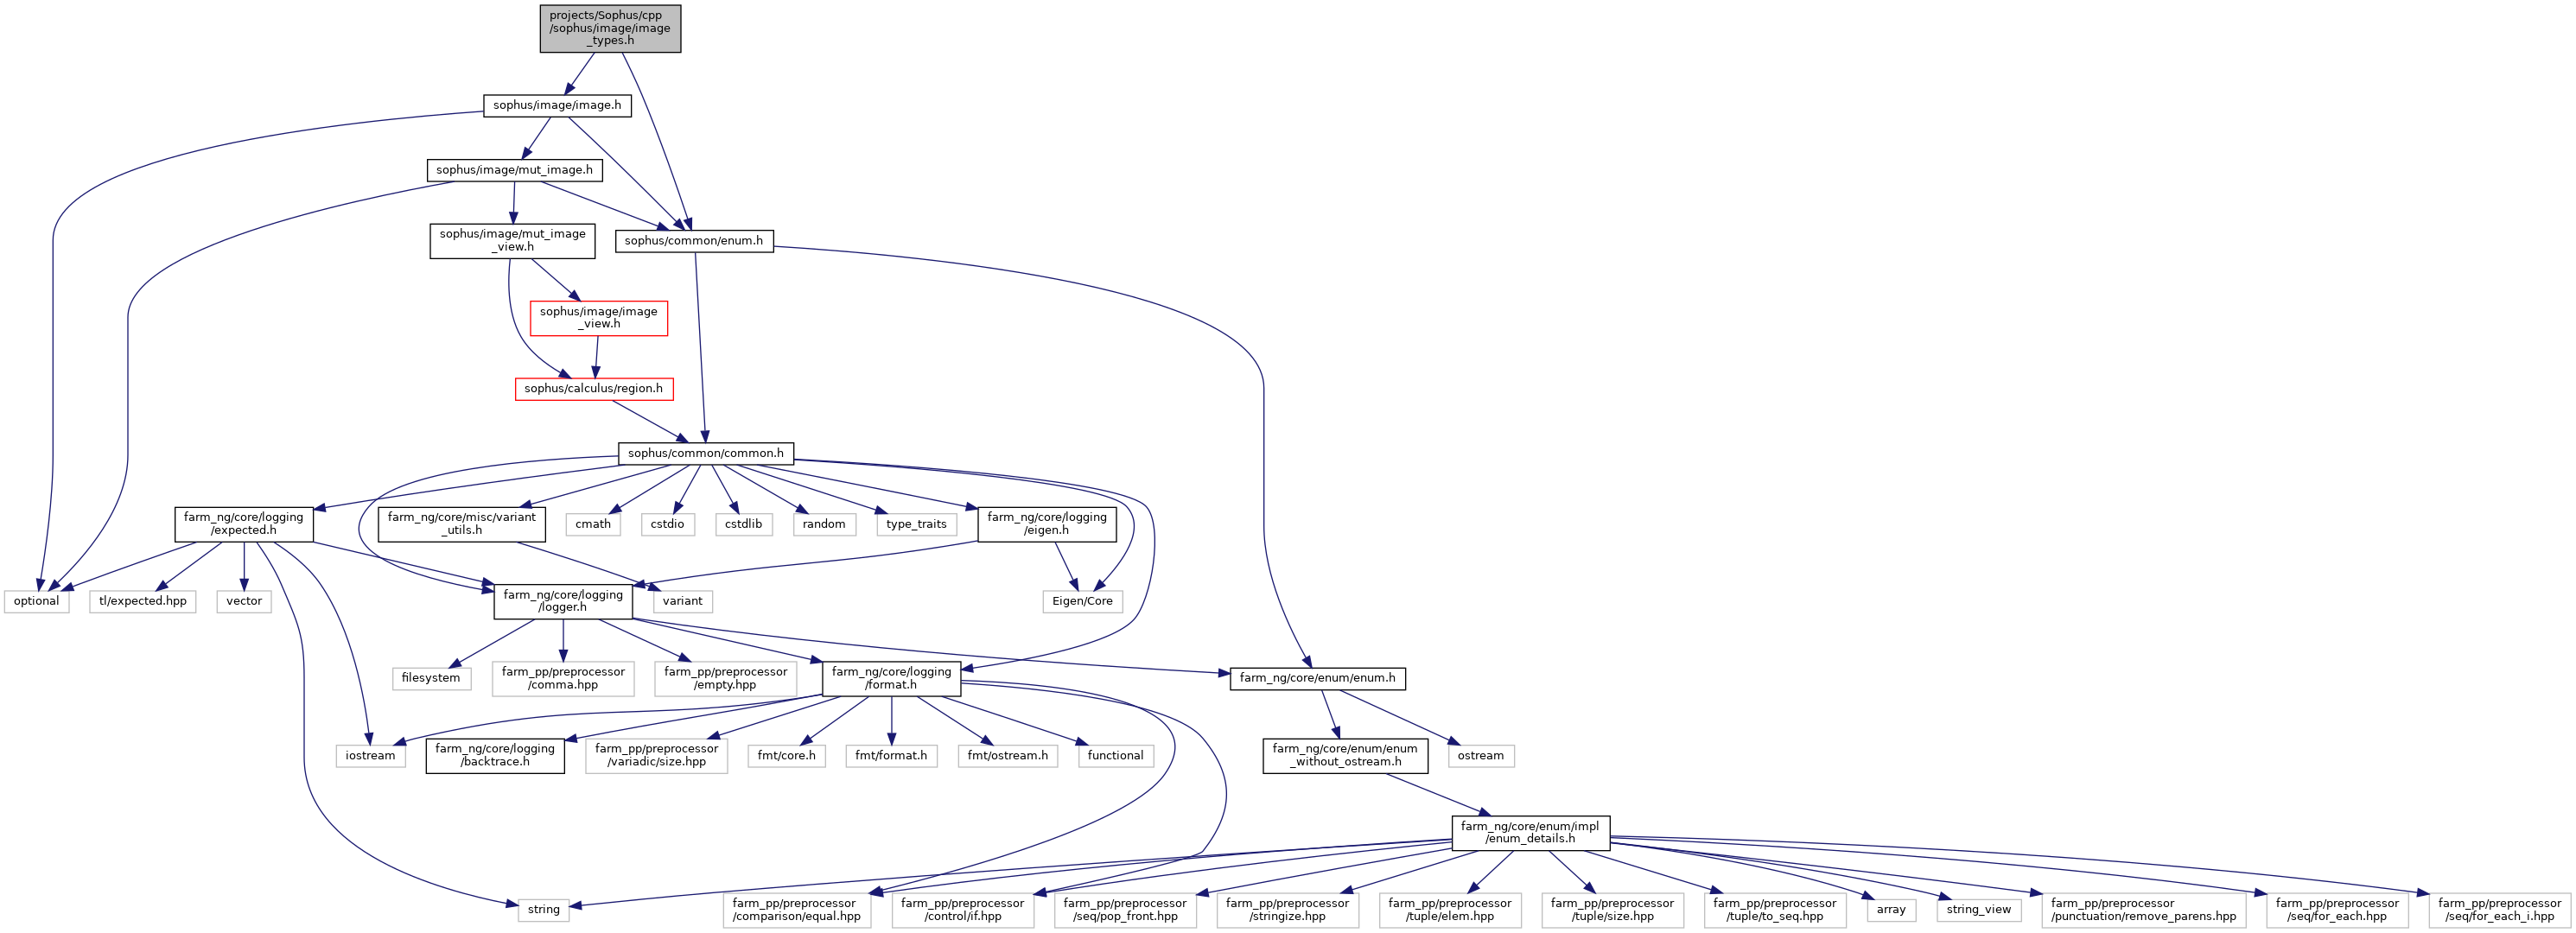 projects/Sophus/cpp
/sophus/image/image
_types.h
sophus/image/image.h
sophus/image/mut_image.h
sophus/image/mut_image
_view.h
sophus/common/enum.h
sophus/image/image
_view.h
sophus/calculus/region.h
sophus/common/common.h
farm_ng/core/logging
/expected.h
farm_ng/core/misc/variant
_utils.h
cmath
cstdio
cstdlib
random
type_traits
farm_ng/core/logging
/eigen.h
optional
tl/expected.hpp
vector
farm_ng/core/logging
/logger.h
variant
Eigen/Core
filesystem
farm_pp/preprocessor
/comma.hpp
farm_pp/preprocessor
/empty.hpp
farm_ng/core/logging
/format.h
farm_ng/core/enum/enum.h
iostream
farm_ng/core/logging
/backtrace.h
farm_pp/preprocessor
/variadic/size.hpp
fmt/core.h
fmt/format.h
fmt/ostream.h
functional
farm_ng/core/enum/enum
_without_ostream.h
ostream
farm_ng/core/enum/impl
/enum_details.h
string
farm_pp/preprocessor
/comparison/equal.hpp
farm_pp/preprocessor
/control/if.hpp
farm_pp/preprocessor
/seq/pop_front.hpp
farm_pp/preprocessor
/stringize.hpp
farm_pp/preprocessor
/tuple/elem.hpp
farm_pp/preprocessor
/tuple/size.hpp
farm_pp/preprocessor
/tuple/to_seq.hpp
array
string_view
farm_pp/preprocessor
/punctuation/remove_parens.hpp
farm_pp/preprocessor
/seq/for_each.hpp
farm_pp/preprocessor
/seq/for_each_i.hpp